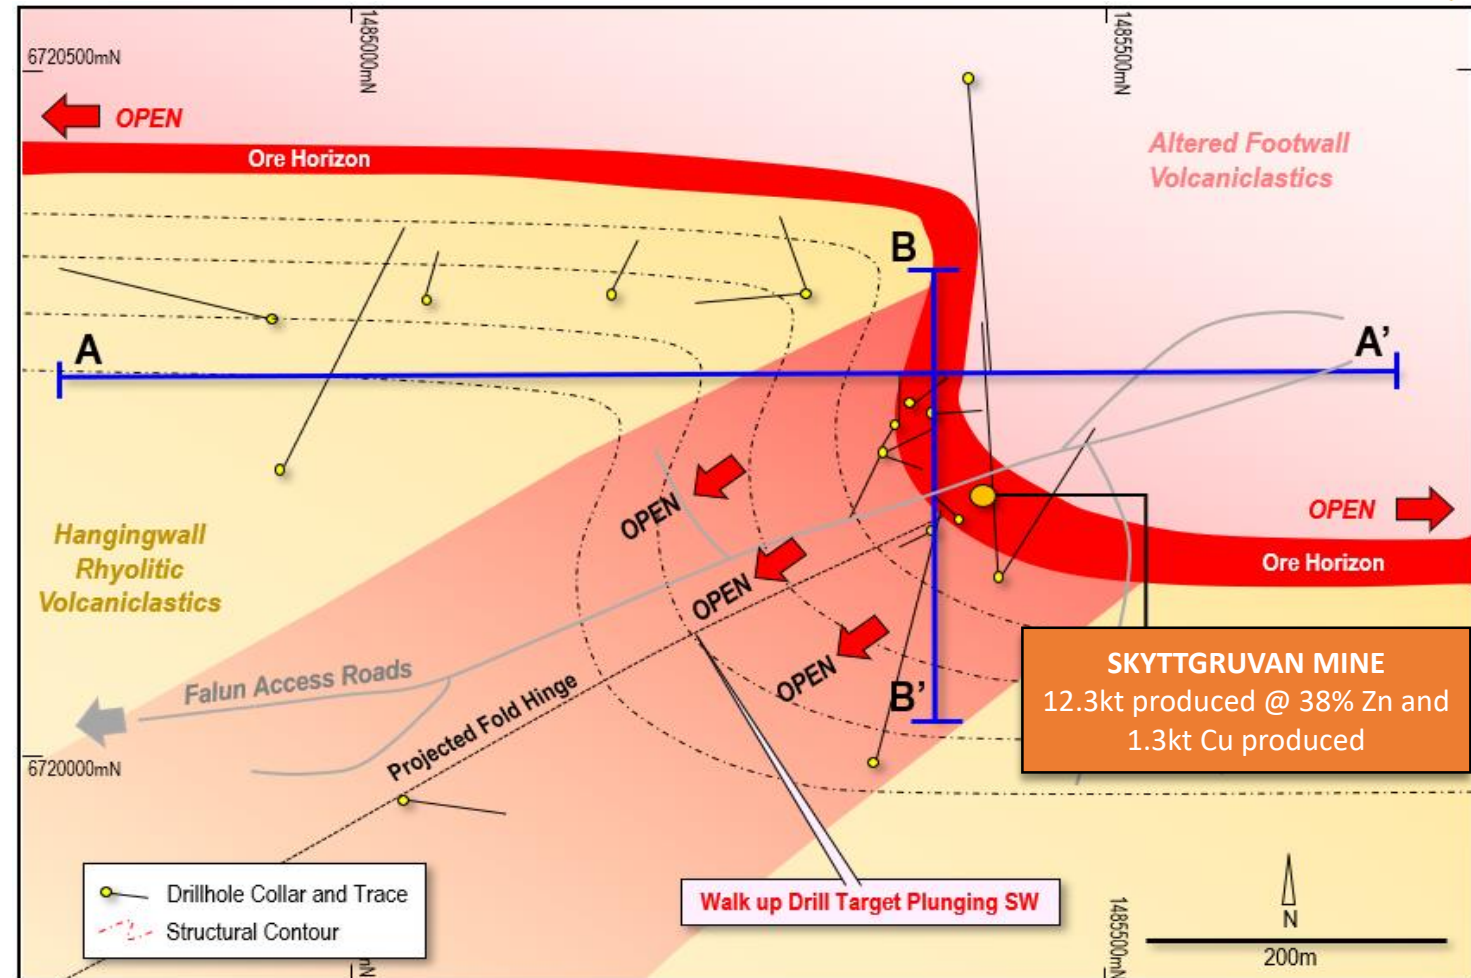 1485000mN
1485500mN
6720500mN
OPEN
Ore Horizon
Altered Footwall
Volcaniclastics
B
A
A’
OPEN
OPEN
Hangingwall
Rhyolitic
Volcaniclastics
Ore Horizon
OPEN
OPEN
B’
SKYTTGRUVAN MINE
12.3kt produced @ 38% Zn and
1.3kt Cu produced
Falun Access Roads
Projected Fold Hinge
6720000mN
Walk up Drill Target Plunging SW
Drillhole Collar and Trace
Structural Contour
mN
1485500mN
N
200m